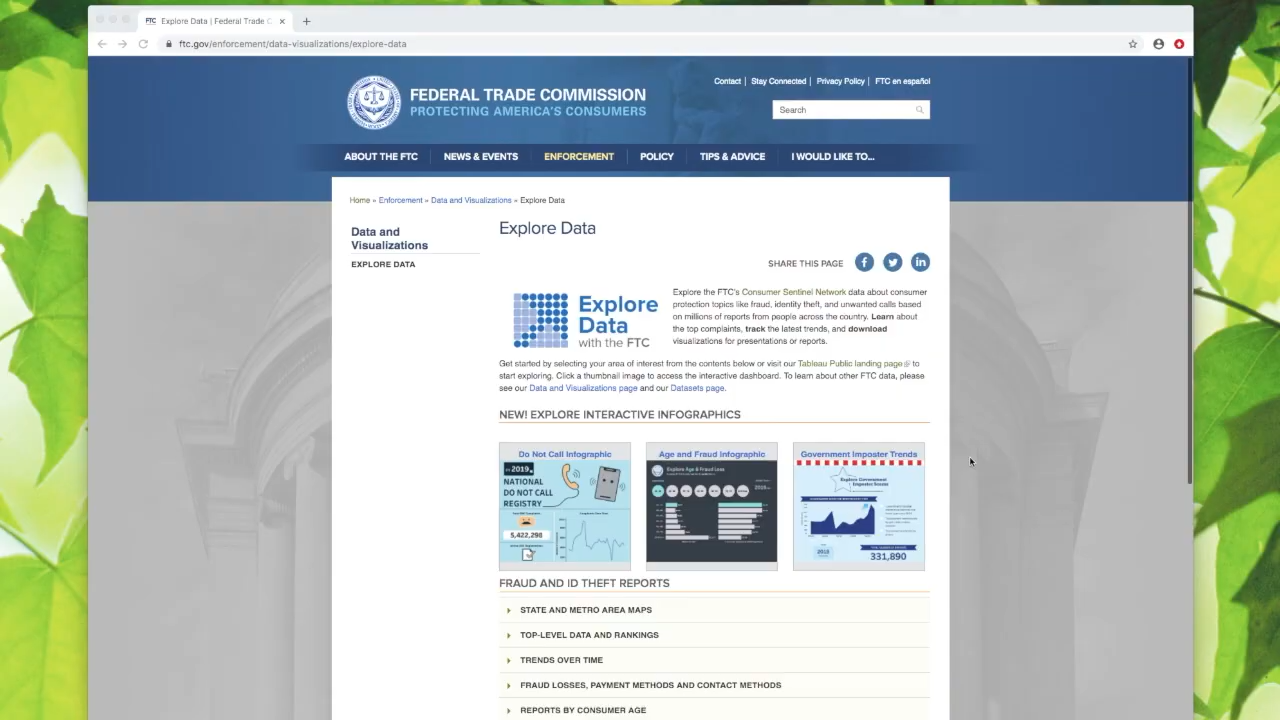 FTC Explore Data | Federal Trade C
ftc.gov/enforcement/data-visualizations/explore-data
Contact | Stay Connected | Privacy Policy | FTC en español
FEDERAL TRADE COMMISSION
PROTECTING AMERICA'S CONSUMERS
Search
ABOUT THE FTC NEWS & EVENTS ENFORCEMENT POLICY TIPS & ADVICE I WOULD LIKE TO...
Home » Enforcement » Data and Visualizations » Explore Data
Data and
Visualizations
EXPLORE DATA
Explore Data
SHARE THIS PAGE
Explore
Data
with the FTC
Explore the FTC's Consumer Sentinel Network data about consumer
protection topics like fraud, identity theft, and unwanted calls based
on millions of reports from people across the country. Learn about
the top complaints, track the latest trends, and download
visualizations for presentations or reports.
Get started by selecting your area of interest from the contents below or visit our Tableau Public landing page to
start exploring. Click a thumbnail image to access the interactive dashboard. To learn about other FTC data, please
see our Data and Visualizations page and our Datasets page.
NEW! EXPLORE INTERACTIVE INFOGRAPHICS
Do Not Call Infographic
2019
NATIONAL
DO NOT CALL
REGISTRY
5,422,298
Age and Fraud Infographic
Explore Age & Fraud Loss
Government Imposter Trends
Explore Government
Imposter Scams
2018
331,890
FRAUD AND ID THEFT REPORTS
STATE AND METRO AREA MAPS
TOP-LEVEL DATA AND RANKINGS
TRENDS OVER TIME
FRAUD LOSSES, PAYMENT METHODS AND CONTACT METHODS
REPORTS BY CONSUMER AGE